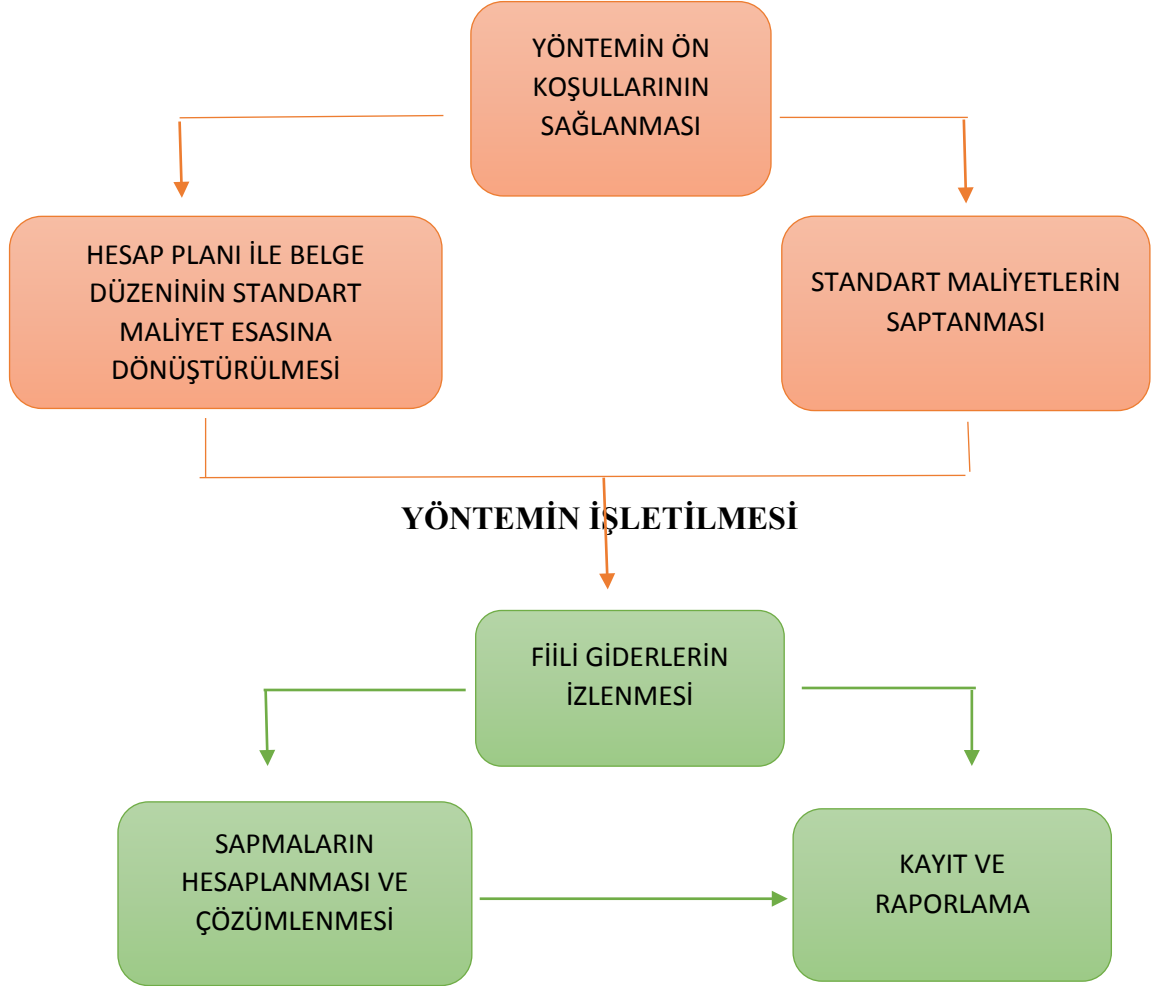 YÖNTEMİN ÖN
KOŞULLARININ
SAĞLANMASI
HESAP PLANI İLE BELGE
DÜZENİNİN STANDART
MALİYET ESASINA
DÖNÜŞTÜRÜLMESİ
STANDART MALİYETLERİN
SAPTANMASI
YÖNTEMİN İŞLETİLMESİ
FİİLİ GİDERLERİN
İZLENMESİ
SAPMALARIN
HESAPLANMASI VE
ÇÖZÜMLENMESİ
KAYIT VE
RAPORLAMA